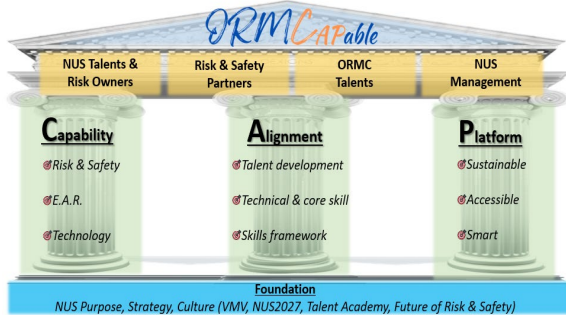 ORMCAPable
NUS Talents & Risk & Safety ORMC NUS
Risk Owners Partners Talents Management
Capability Alignment Platform
Risk & Safety Talent development Sustainable
E.A.R. Technical & core skill Accessible
Technology Skills framework Smart
Foundation
NUS Purpose, Strategy, Culture (VMV, NUS2027, Talent Academy, Future of Risk & Safety)